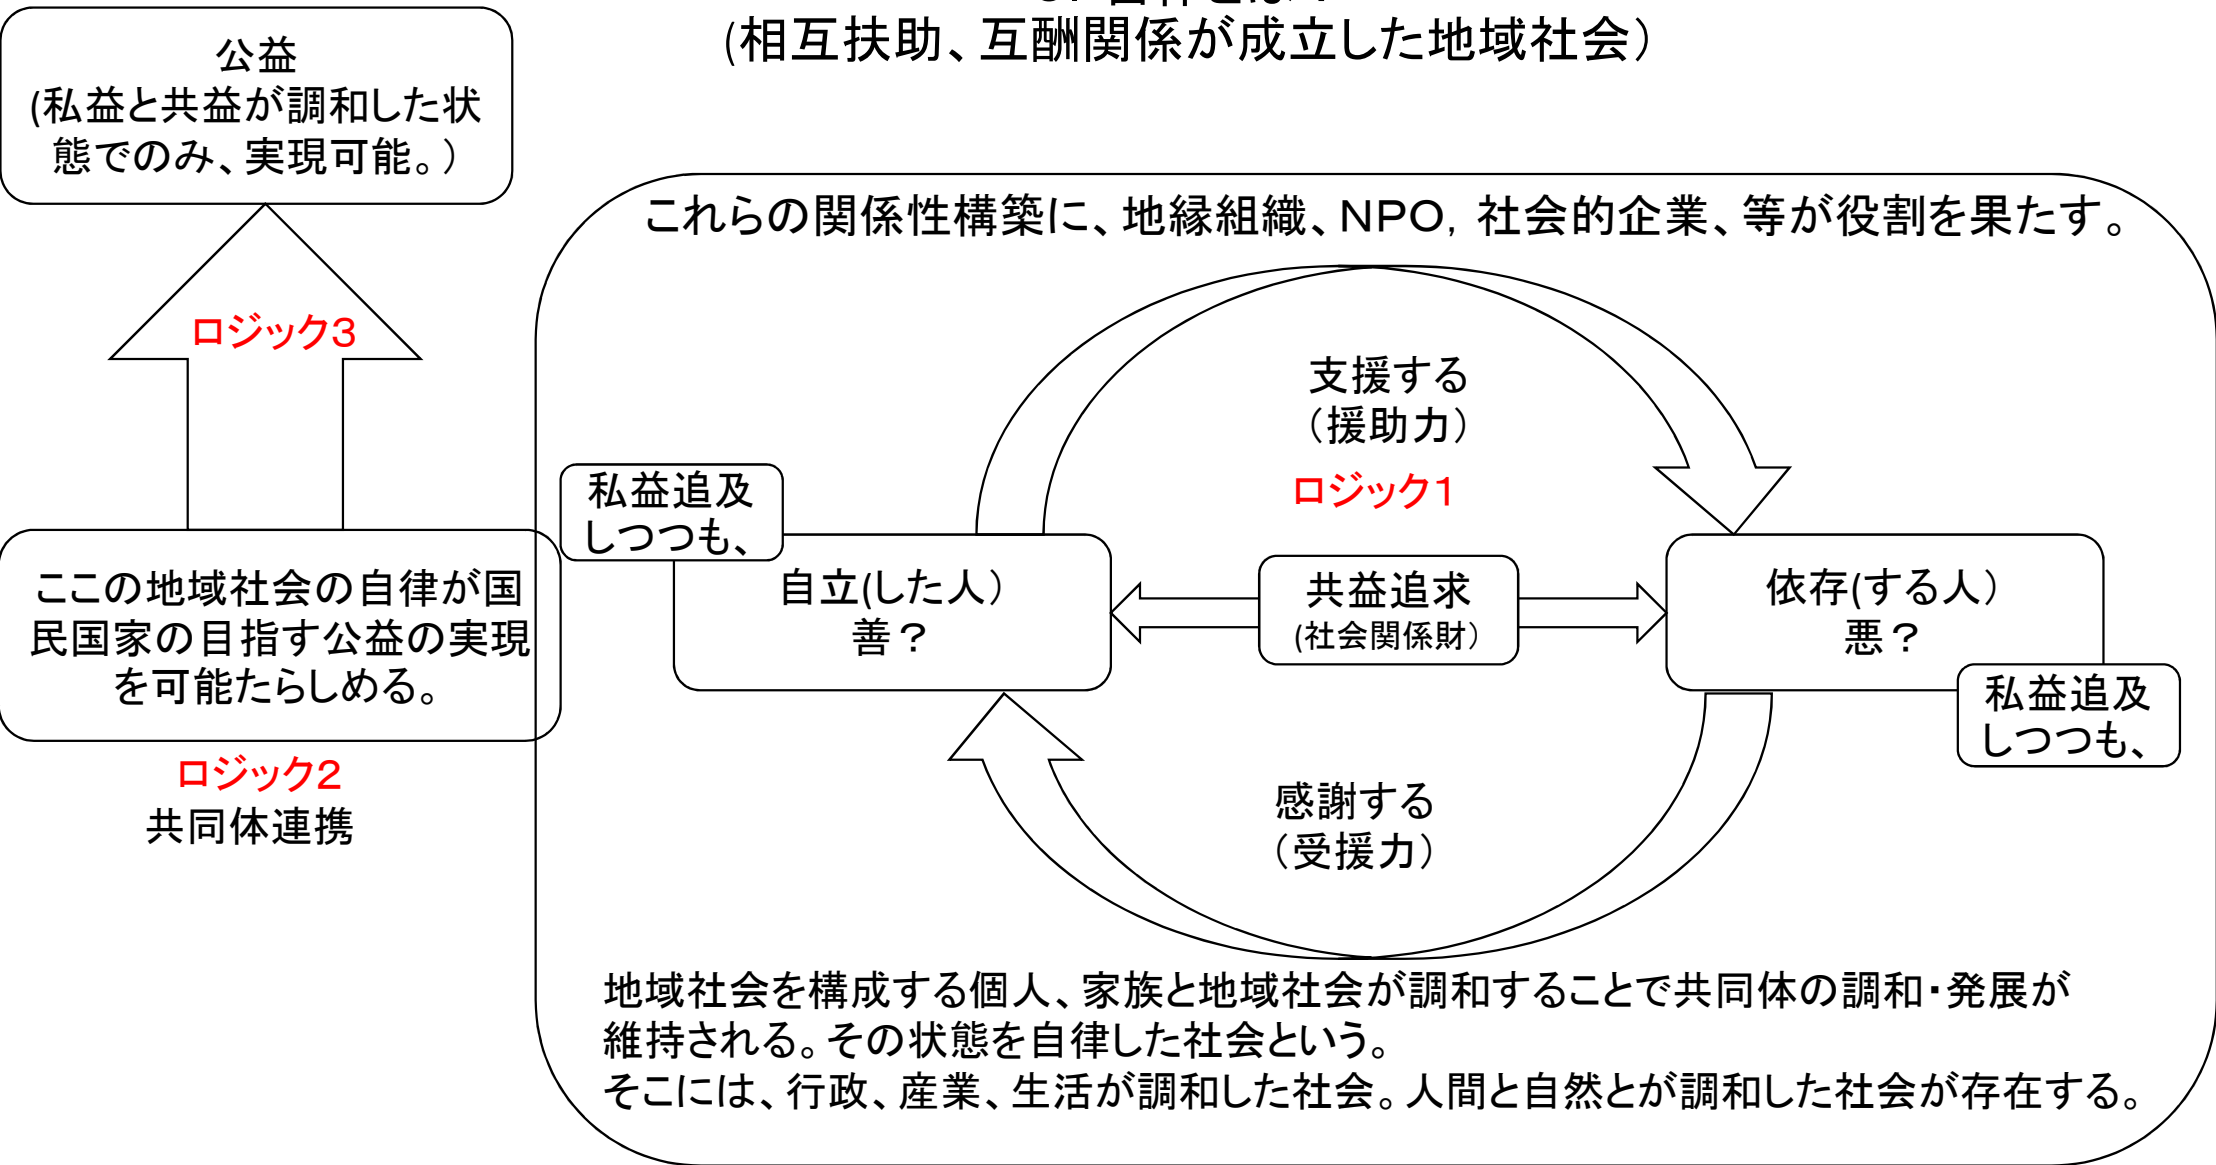 (相互扶助、互酬関係が成立した地域社会）
公益
(私益と共益が調和した状
態でのみ、実現可能。）
これらの関係性構築に、地縁組織、ＮＰＯ，社会的企業、等が役割を果たす。
ロジック３
支援する
（援助力）
ロジック１
私益追及
しつつも、
自立(した人）
善？
共益追求
(社会関係財）
依存(する人）
悪？
私益追及
しつつも、
ここの地域社会の自律が国
民国家の目指す公益の実現
を可能たらしめる。
ロジック２
共同体連携
感謝する
（受援力）
地域社会を構成する個人、家族と地域社会が調和することで共同体の調和・発展が
維持される。その状態を自律した社会という。
そこには、行政、産業、生活が調和した社会。人間と自然とが調和した社会が存在する。